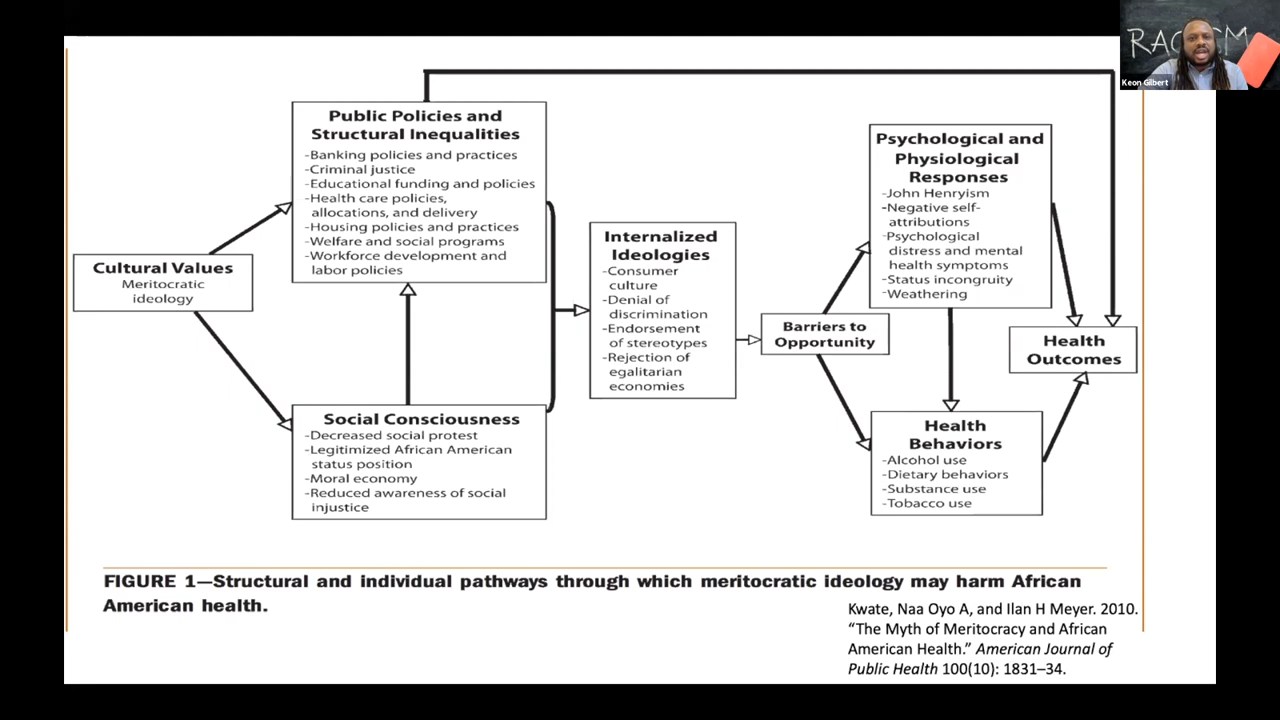 RAC SM
Keon Gilbert
Public Policies and
Structural Inequalities
-Banking policies and practices
-Criminal justice
-Educational funding and policies
-Health care policies,
allocations, and delivery
-Housing policies and practices
-Welfare and social programs
-Workforce development and
labor policies
Cultural Values
Meritocratic
ideology
Social Consciousness
-Decreased social protest
-Legitimized African American
status position
-Moral economy
-Reduced awareness of social
injustice
Internalized
Ideologies
-Consumer
culture
-Denial of
discrimination
-Endorsement
of stereotypes
-Rejection of
egalitarian
economies
Barriers to
Opportunity
Psychological and
Physiological
Responses
-John Henryism
-Negative self-
attributions
-Psychological
distress and mental
health symptoms
-Status incongruity
-Weathering
Health
Behaviors
-Alcohol use
-Dietary behaviors
-Substance use
-Tobacco use
Health
Outcomes
FIGURE 1—Structural and individual pathways through which meritocratic ideology may harm African
American health.
Kwate, Naa Oyo A, and Ilan H Meyer. 2010.
“The Myth of Meritocracy and African
American Health.” American Journal of
Public Health 100(10): 1831–34.